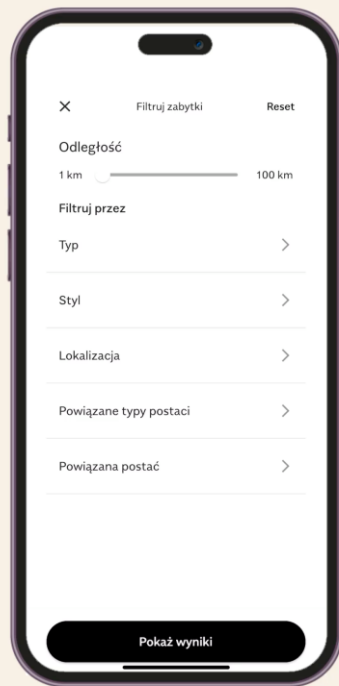 Filtruj zabytki Reset
Odległość
1 km 100 km
Filtruj przez
Typ
Styl
Lokalizacja
Powiązane typy postaci
Powiązana postać
Pokaż wyniki